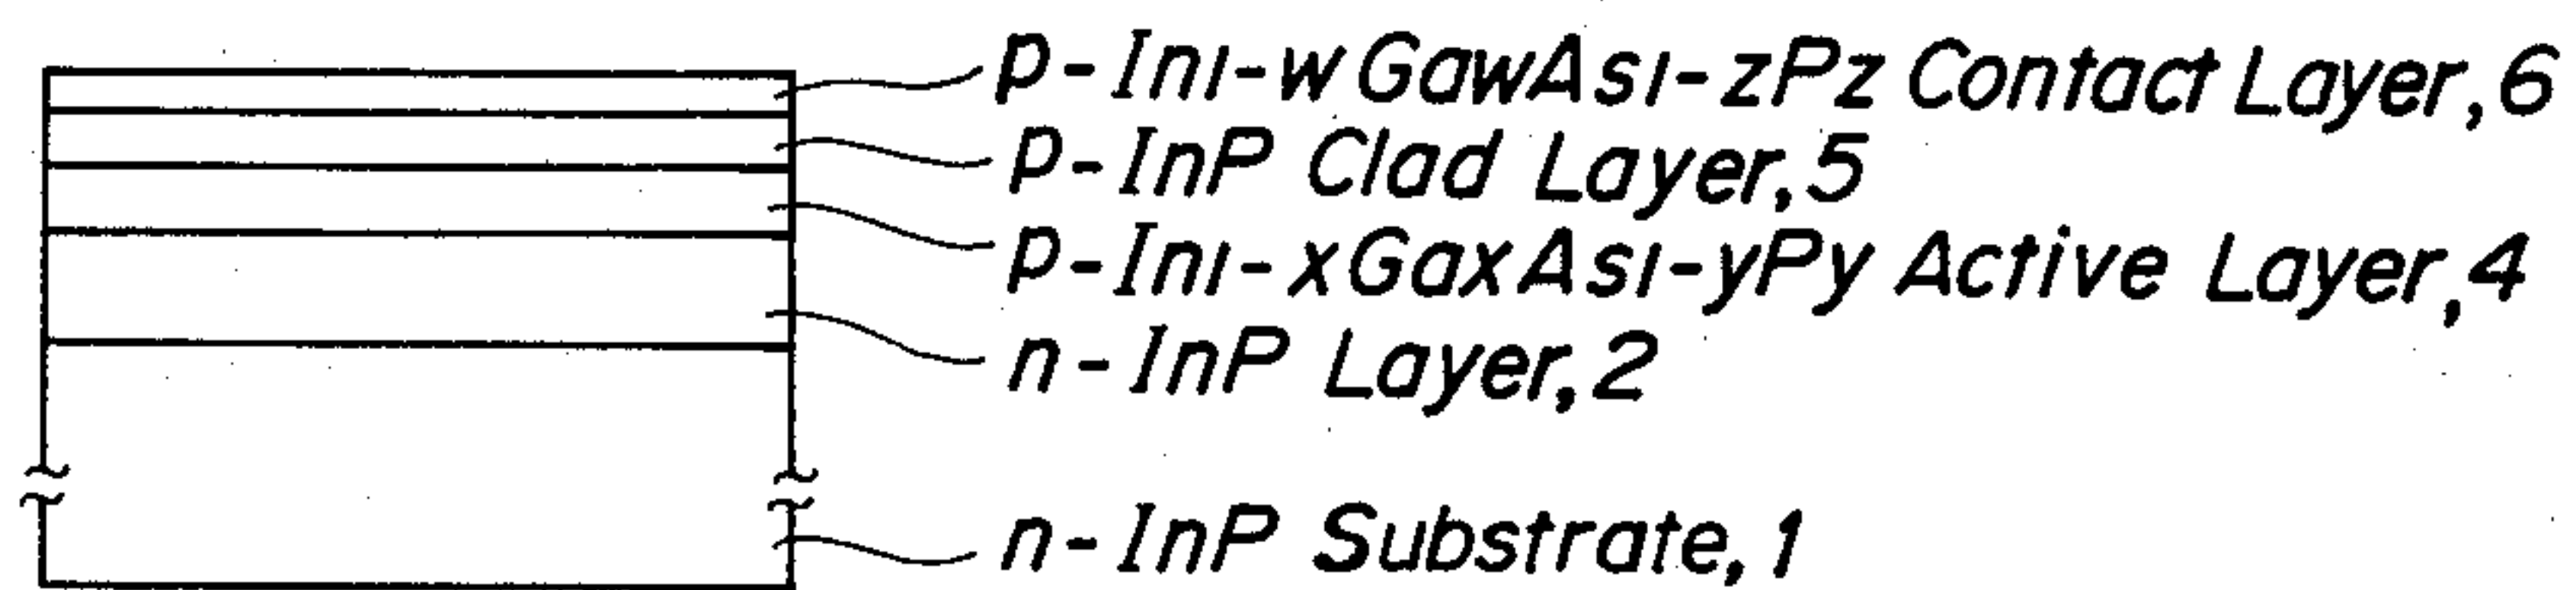 p-In1-wGawAs1-zPz Contact Layer,6
p-InP Clad Layer,5
p-In1-xGaxAs1-yPy Active Layer,4
n-InP Layer,2
n-InP Substrate,1